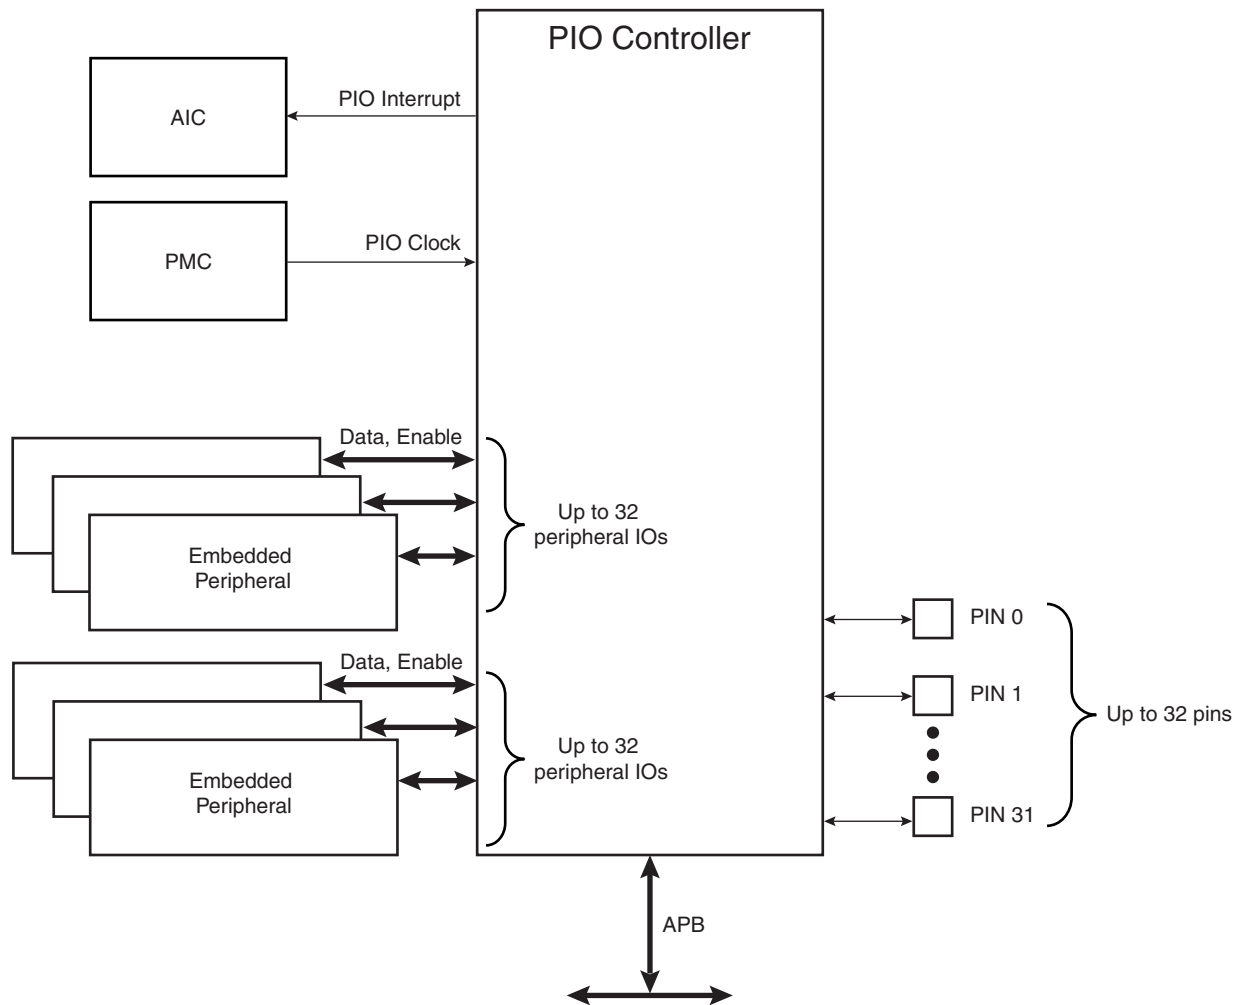 PIO Controller
AIC
PIO Interrupt
PMC
PIO Clock
Data, Enable
Up to 32
peripheral IOs
Embedded
Peripheral
PIN 0
Data, Enable
PIN 1
Up to 32 pins
Up to 32
peripheral IOs
Embedded
Peripheral
PIN 31
APB